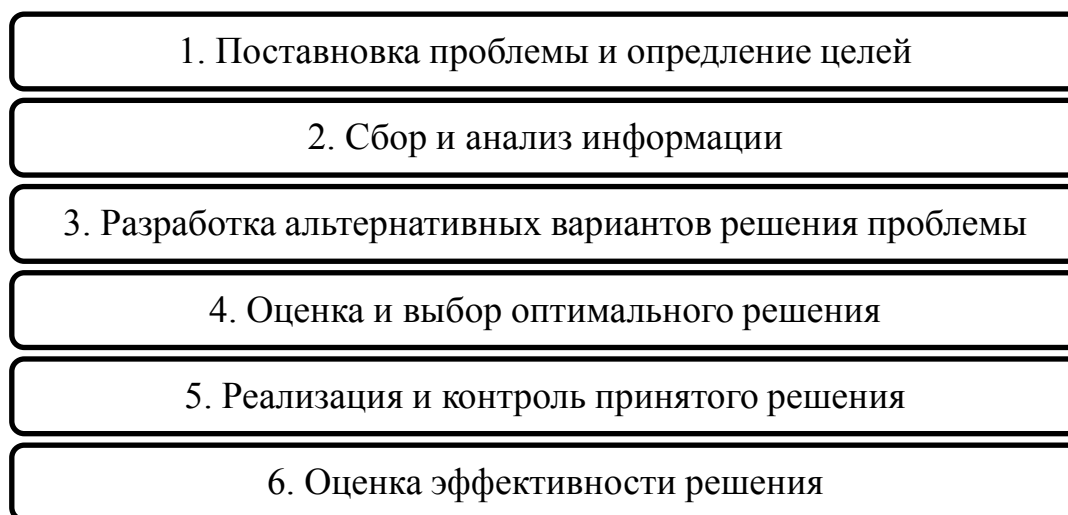 1. Поставновка проблемы и опредление целей
2. Сбор и анализ информации
3. Разработка альтернативных вариантов решения проблемы
4. Оценка и выбор оптимального решения
5. Реализация и контроль принятого решения
6. Оценка эффективности решения